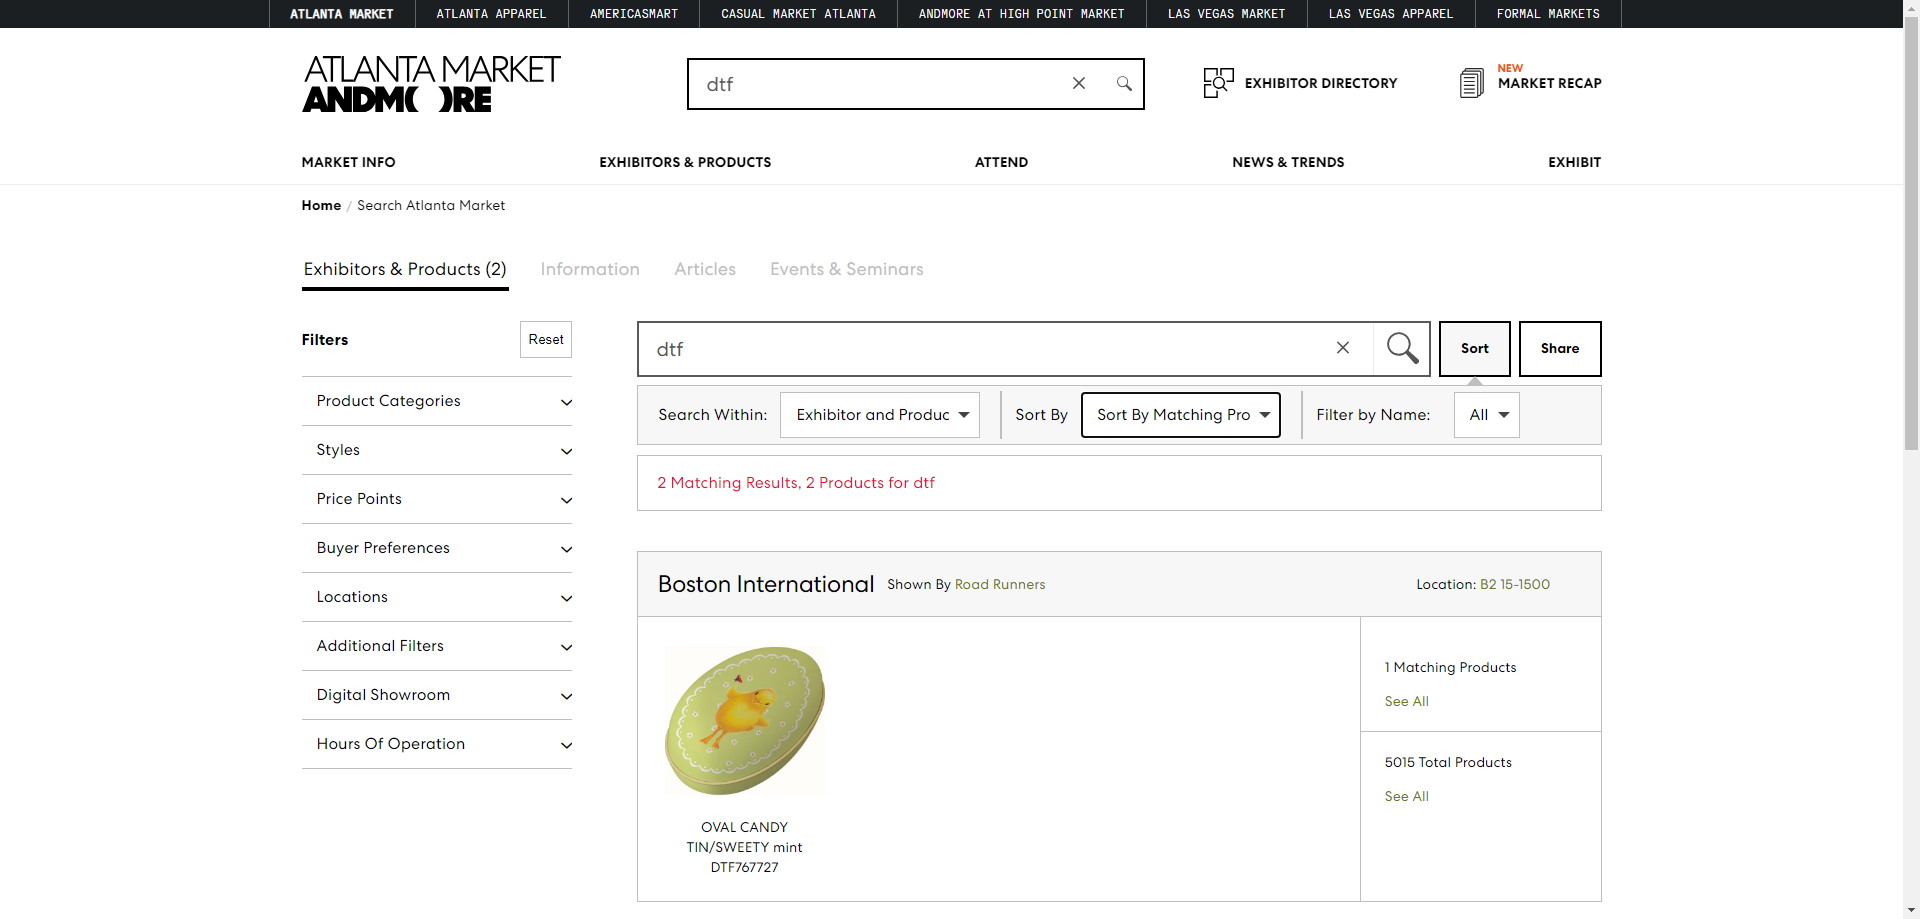 ATLANTA MARKET
ATLANTA APPAREL
AMERICASMART
CASUAL MARKET ATLANTA
ANDMORE AT HIGH POINT MARKET
LAS VEGAS MARKET
LAS VEGAS APPAREL
FORMAL MARKETS
ATLANTA MARKET
ANDMORE
dtf
EXHIBITOR DIRECTORY
NEW
MARKET RECAP
MARKET INFO
EXHIBITORS & PRODUCTS
ATTEND
NEWS & TRENDS
EXHIBIT
Home / Search Atlanta Market
Exhibitors & Products (2)
Information
Articles
Events & Seminars
Filters
Reset
Product Categories
Styles
Price Points
Buyer Preferences
Locations
Additional Filters
Digital Showroom
Hours Of Operation
dtf
Sort
Share
Search Within:
Exhibitor and Produc
Sort By
Sort By Matching Pro
Filter by Name:
All
2 Matching Results, 2 Products for dtf
Boston International
Shown By Road Runners
Location: B2 15-1500
OVAL CANDY
TIN/SWEETY mint
DTF767727
1 Matching Products
See All
5015 Total Products
See All